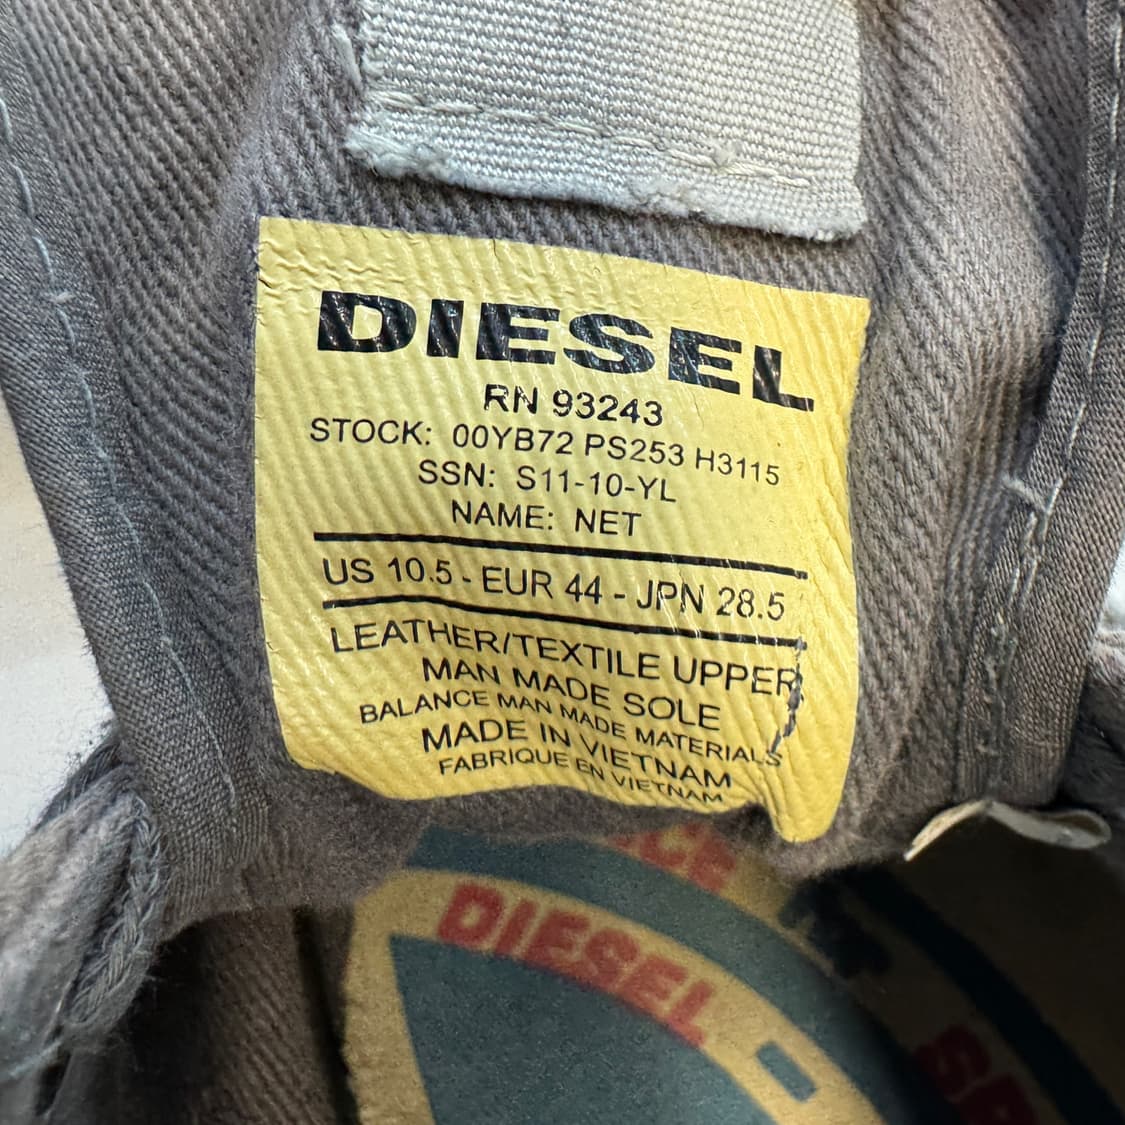 DIESEL
RN 93243
STOCK: 00YB72 PS253 H3115
SSN: S11-10-YL
NAME: NET
US 10.5 - EUR 44 - JPN 28.5
LEATHER/TEXTILE UPPER
MAN MADE SOLE
BALANCE MAN MADE MATERIALS
MADE IN VIETNAM
FABRIQUE EN VIETNAM
DIESEL